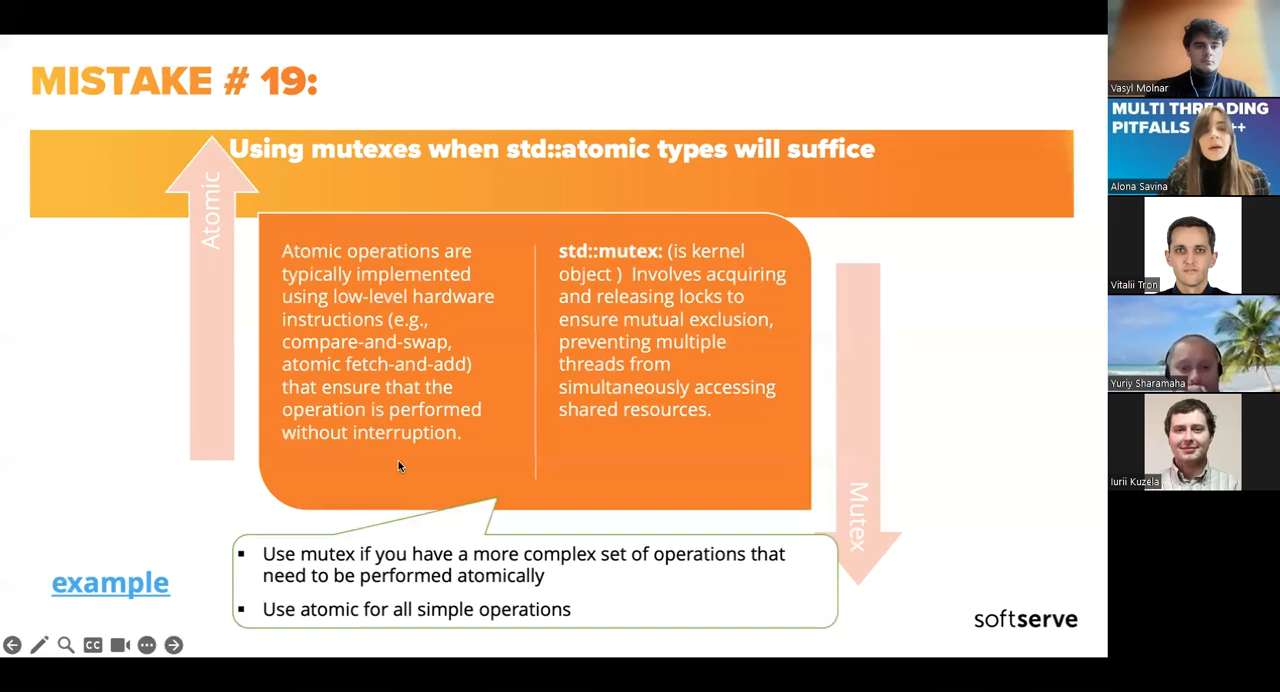 MISTAKE # 19:
Using mutexes when std::atomic types will suffice
Atomic
Atomic operations are
typically implemented
using low-level hardware
instructions (e.g.,
compare-and-swap,
atomic fetch-and-add)
that ensure that the
operation is performed
without interruption.
std::mutex: (is kernel
object ) Involves acquiring
and releasing locks to
ensure mutual exclusion,
preventing multiple
threads from
simultaneously accessing
shared resources.
Mutex
▪ Use mutex if you have a more complex set of operations that
need to be performed atomically
▪ Use atomic for all simple operations
example
softserve
CC
Vasyl Molnar
MULTI THREADING
PITFALLS
++
Alona Savina
Vitalii Tron
Yuriy Sharamaha
Iurii Kuzela